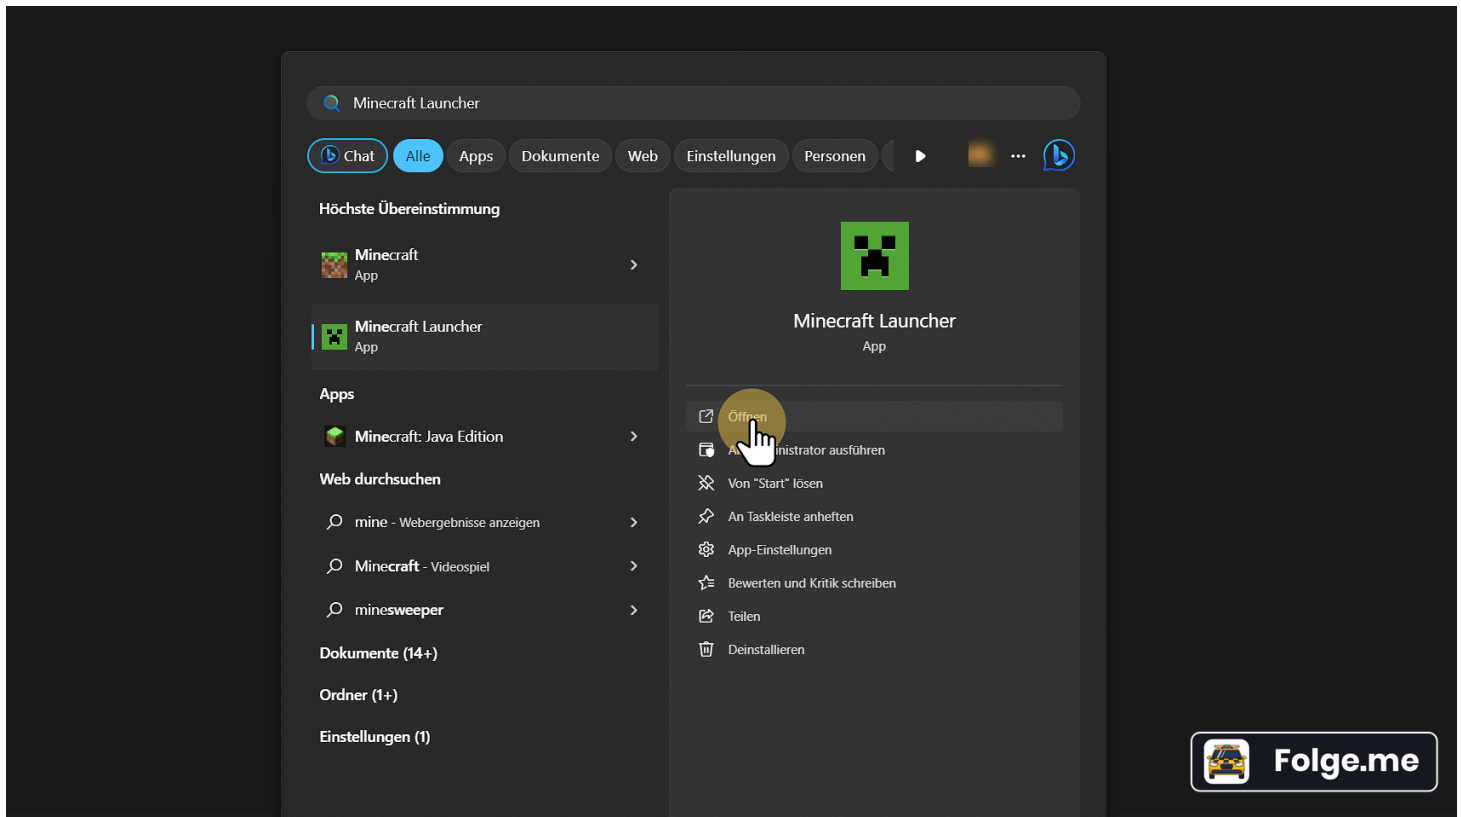 Minecraft Launcher
Chat
Alle
Apps
Dokumente
Web
Einstellungen
Personen
Höchste Übereinstimmung
Minecraft
App
Minecraft Launcher
App
Apps
Minecraft: Java Edition
Web durchsuchen
mine - Webergebnisse anzeigen
Minecraft - Videospiel
minesweeper
Dokumente (14+)
Ordner (1+)
Einstellungen (1)
Minecraft Launcher
App
Öffnen
ministrator ausführen
Von "Start" lösen
An Taskleiste anheften
App-Einstellungen
Bewerten und Kritik schreiben
Teilen
Deinstallieren
Folge.me